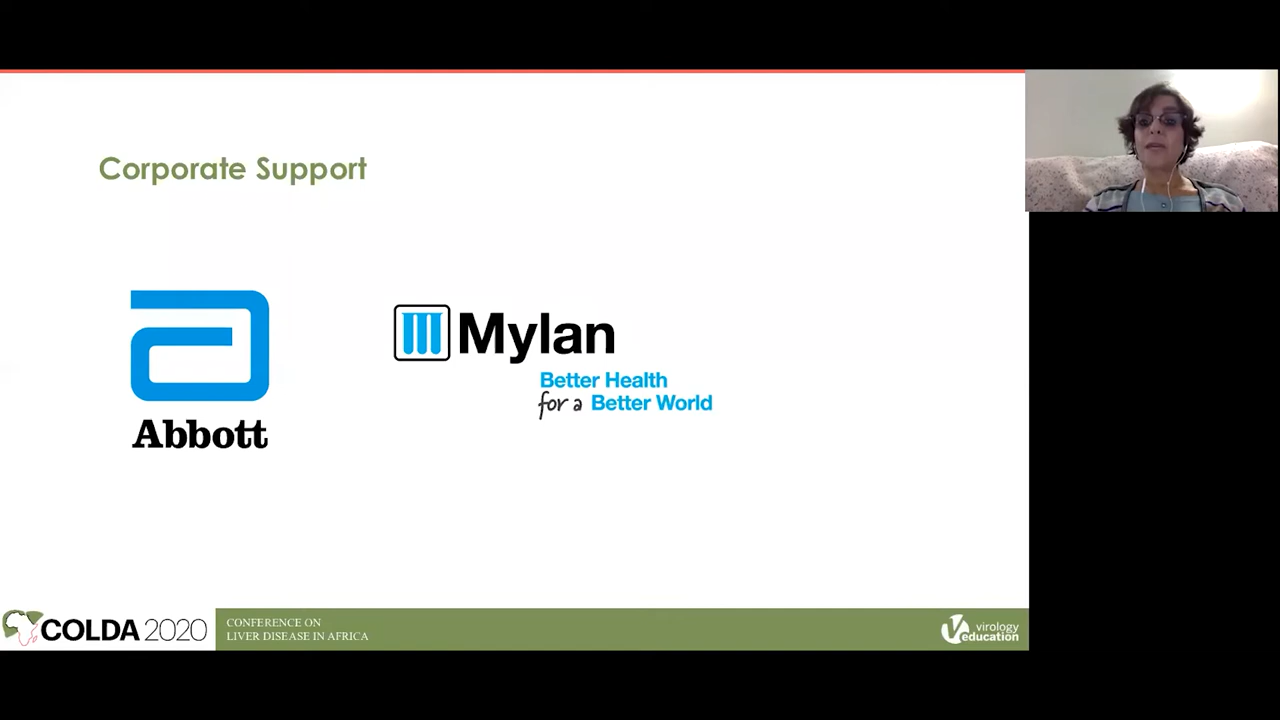 Corporate Support
Abbott
Mylan
Better Health
for a Better World
COLDA 2020
CONFERENCE ON
LIVER DISEASE IN AFRICA
virology
education